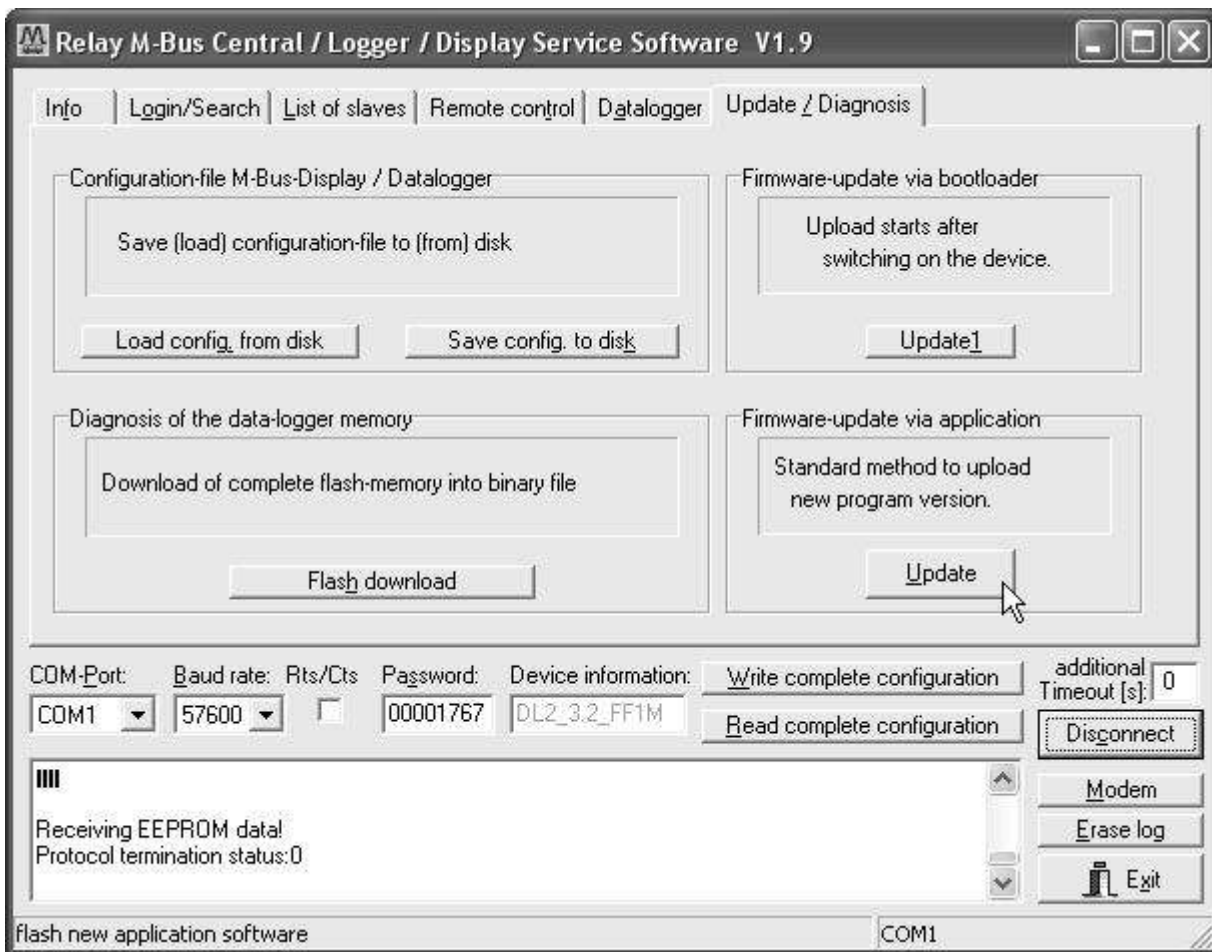 Relay M-Bus Central / Logger / Display Service Software V1.9
Info
Login/Search
List of slaves
Remote control
Datalogger
Update / Diagnosis
Configuration-file M-Bus-Display / Datalogger
Save (load) configuration-file to (from) disk
Load config. from disk
Save config. to disk
Firmware-update via bootloader
Upload starts after
switching on the device.
Update1
Diagnosis of the data-logger memory
Download of complete flash-memory into binary file
Flash download
Firmware-update via application
Standard method to upload
new program version.
Update
COM-Port:
Baud rate:
Rts/Cts
Password:
Device information:
COM1
57600
00001767
DL2_3.2_FF1M
Write complete configuration
Read complete configuration
additional
Timeout [s]:
0
Disconnect
Modem
Erase log
Exit
Receiving EEPROM data!
Protocol termination status:0
flash new application software
COM1